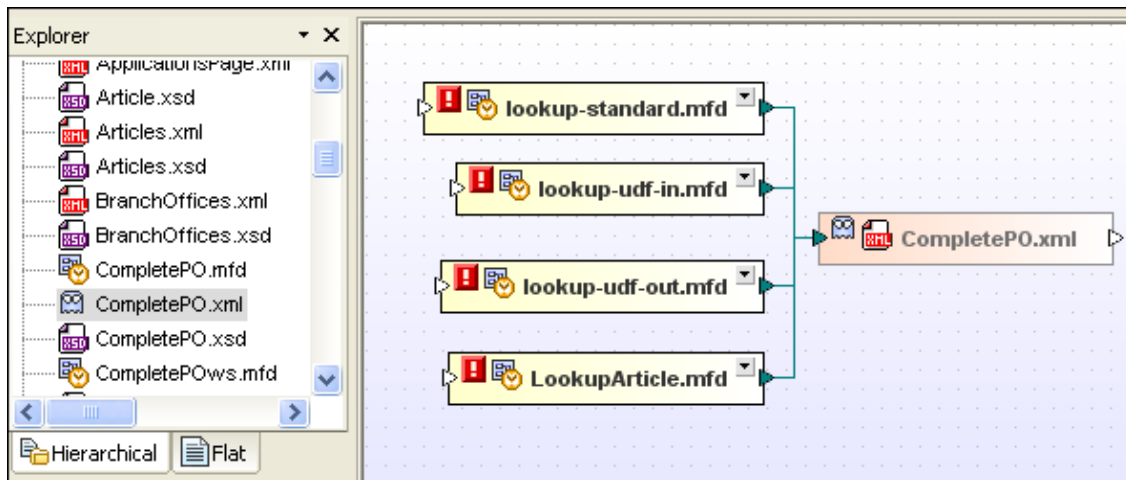 Explorer
ApplicationsPage.xml
Article.xsd
Articles.xml
Articles.xsd
BranchOffices.xml
BranchOffices.xsd
CompletePO.mfd
CompletePO.xml
CompletePO.xsd
CompletePOws.mfd
Hierarchical
Flat
lookup-standard.mfd
lookup-udf-in.mfd
lookup-udf-out.mfd
LookupArticle.mfd
CompletePO.xml